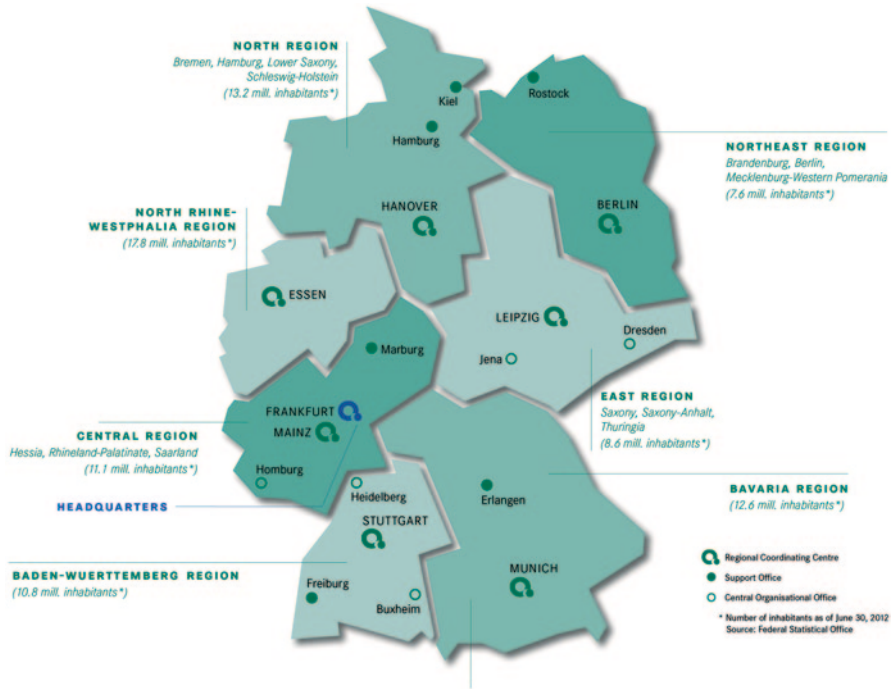 NORTH REGION
Bremen, Hamburg, Lower Saxony,
Schleswig-Holstein
(13.2 mill. inhabitants*)
Kiel
Rostock
Hamburg
NORTHEAST REGION
Brandenburg, Berlin,
Mecklenburg-Western Pomerania
(7.6 mill. inhabitants*)
HANOVER
BERLIN
NORTH RHINE-
WESTPHALIA REGION
(17.8 mill. inhabitants*)
ESSEN
LEIPZIG
Dresden
Jena
Marburg
EAST REGION
Saxony, Saxony-Anhalt,
Thuringia
(8.6 mill. inhabitants*)
FRANKFURT
MAINZ
CENTRAL REGION
Hessia, Rhineland-Palatinate, Saarland
(11.1 mill. inhabitants*)
Homburg
HEADQUARTERS
Heidelberg
Erlangen
BAVARIA REGION
(12.6 mill. inhabitants*)
STUTTGART
BADEN-WUERTTEMBERG REGION
(10.8 mill. inhabitants*)
Freiburg
Buxheim
MUNICH
Regional Coordinating Centre
Support Office
Central Organisational Office
* Number of inhabitants as of June 30, 2012
Source: Federal Statistical Office